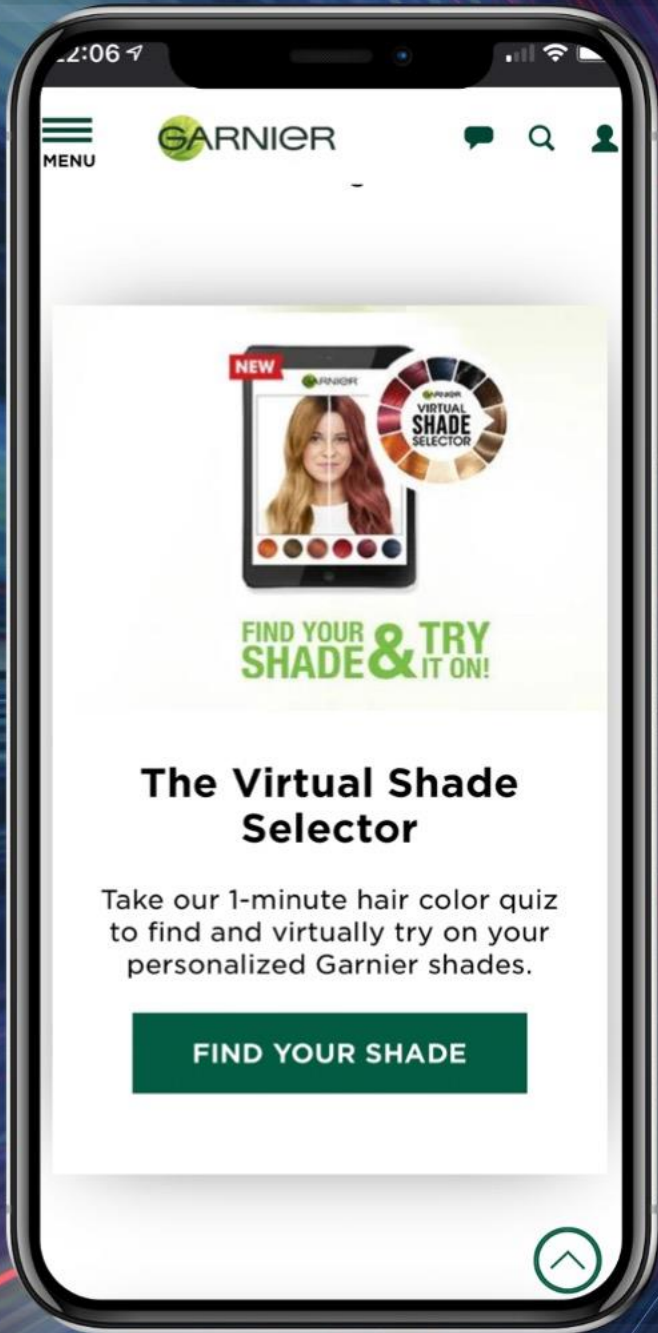 2:06
MENU
GARNIER
NEW
GARNIER
GARNIER
VIRTUAL
SHADE
SELECTOR
FIND YOUR
SHADE & TRY
IT ON!
The Virtual Shade
Selector
Take our 1-minute hair color quiz
to find and virtually try on your
personalized Garnier shades.
FIND YOUR SHADE